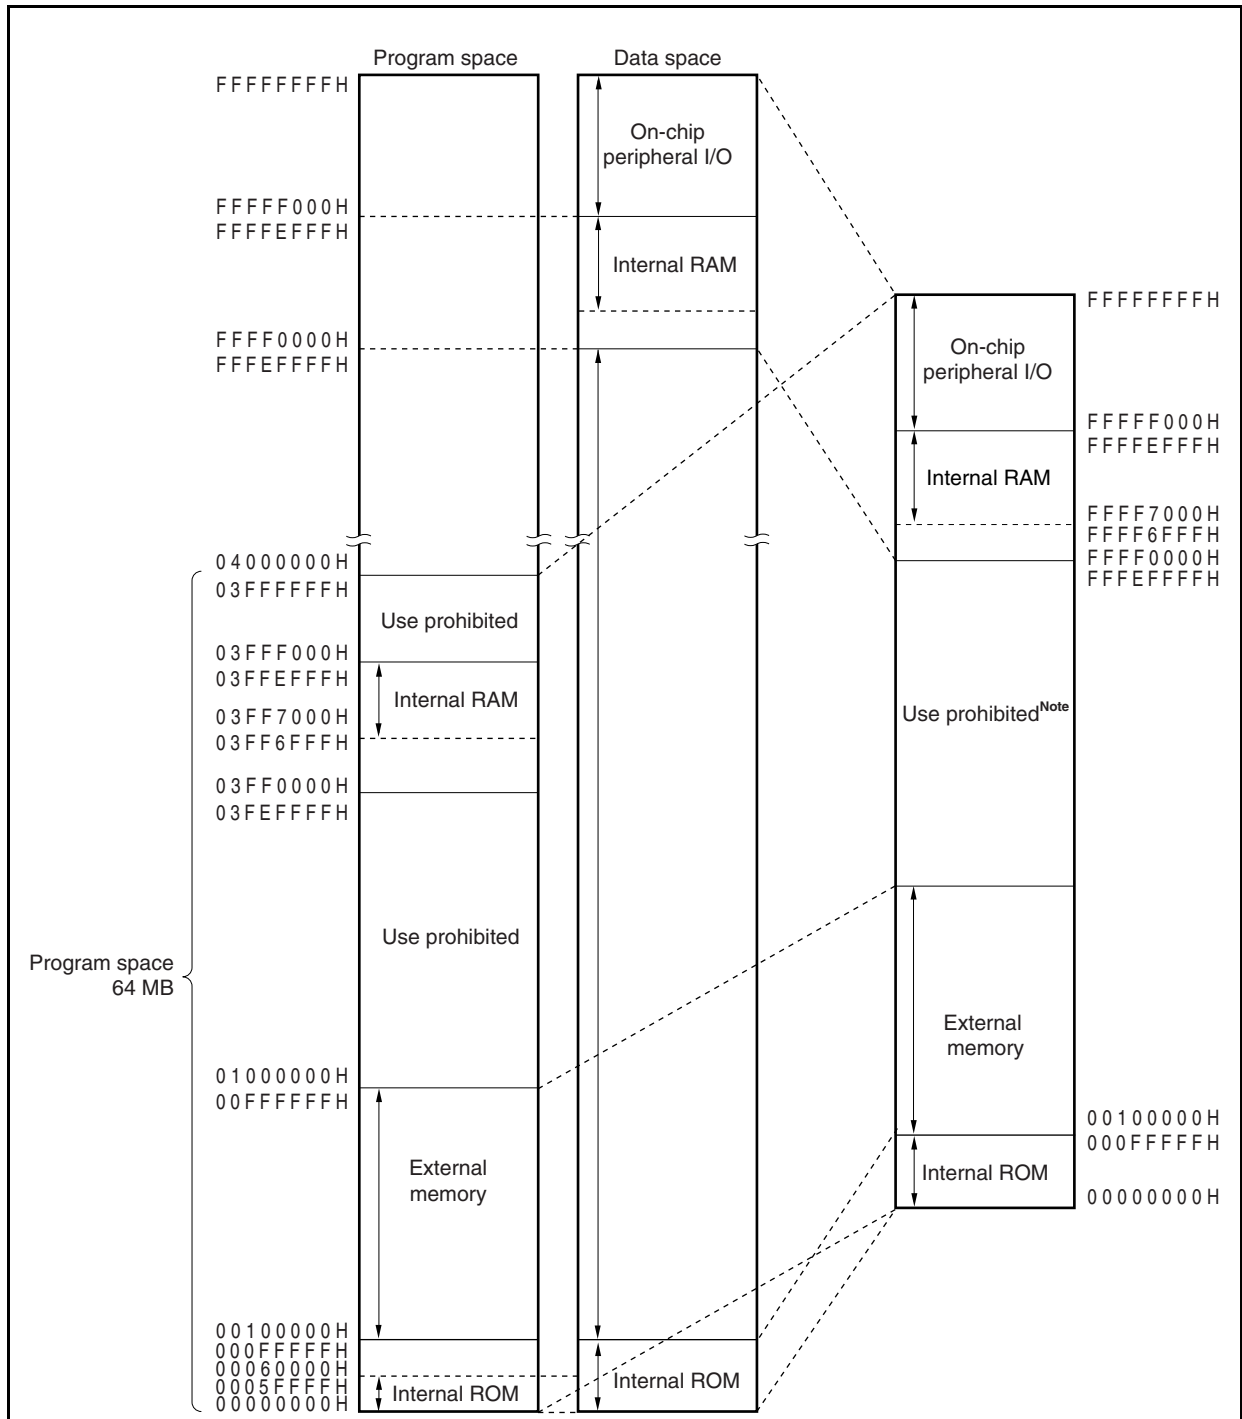 Program space
Data space
FFFFFFFFH
On-chip
peripheral I/O
FFFFF000H
FFFFEFFFH
Internal RAM
FFFF0000H
FFFEFFFFH
04000000H
03FFFFFFH
Use prohibited
03FFF000H
03FFEFFFH
Internal RAM
03FF7000H
03FF6FFFH
03FF0000H
03FEFFFFH
Use prohibited
Program space
64 MB
01000000H
00FFFFFFH
External
memory
00100000H
000FFFFFH
00060000H
0005FFFFH
00000000H
Internal ROM
Internal ROM
FFFFFFFFH
On-chip
peripheral I/O
FFFFF000H
FFFFEFFFH
Internal RAM
FFFF7000H
FFFF6FFFH
FFFF0000H
FFFEFFFFH
Use prohibitedNote
External
memory
00100000H
000FFFFFH
Internal ROM
00000000H